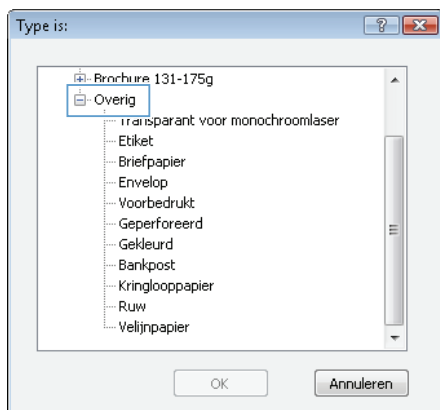 Type is:
Brochure 131-175g
Overig
Transparant voor monochroomlaser
Etiket
Briefpapier
Envelop
Voorbedrukt
Geperforeerd
Gekleurd
Bankpost
Kringlooppapier
Ruw
Velijnpapier
OK Annuleren